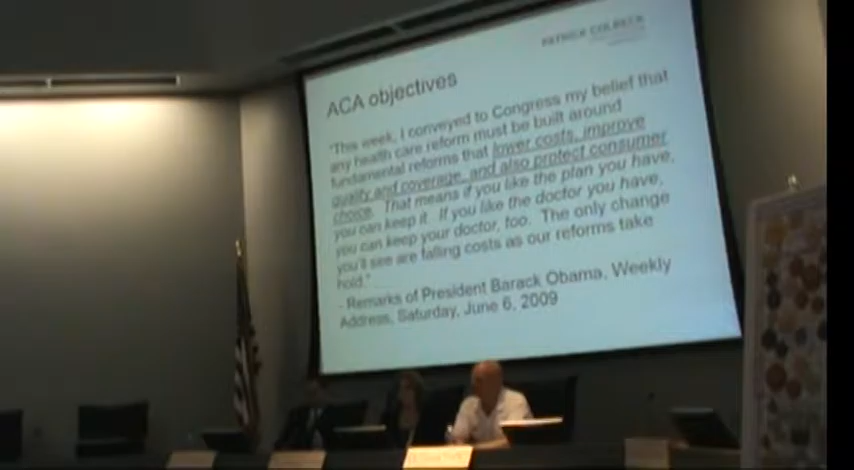 PATRICK COLBECK
ACA objectives
"This week, I conveyed to Congress my belief that
any health care reform must be built around
fundamental reforms that lower costs, improve
quality and coverage, and also protect consumer
choice. That means if you like the plan you have,
you can keep it. If you like the doctor you have,
you can keep your doctor, too. The only change
you'll see are falling costs as our reforms take
hold."
- Remarks of President Barack Obama, Weekly
Address, Saturday, June 6, 2009